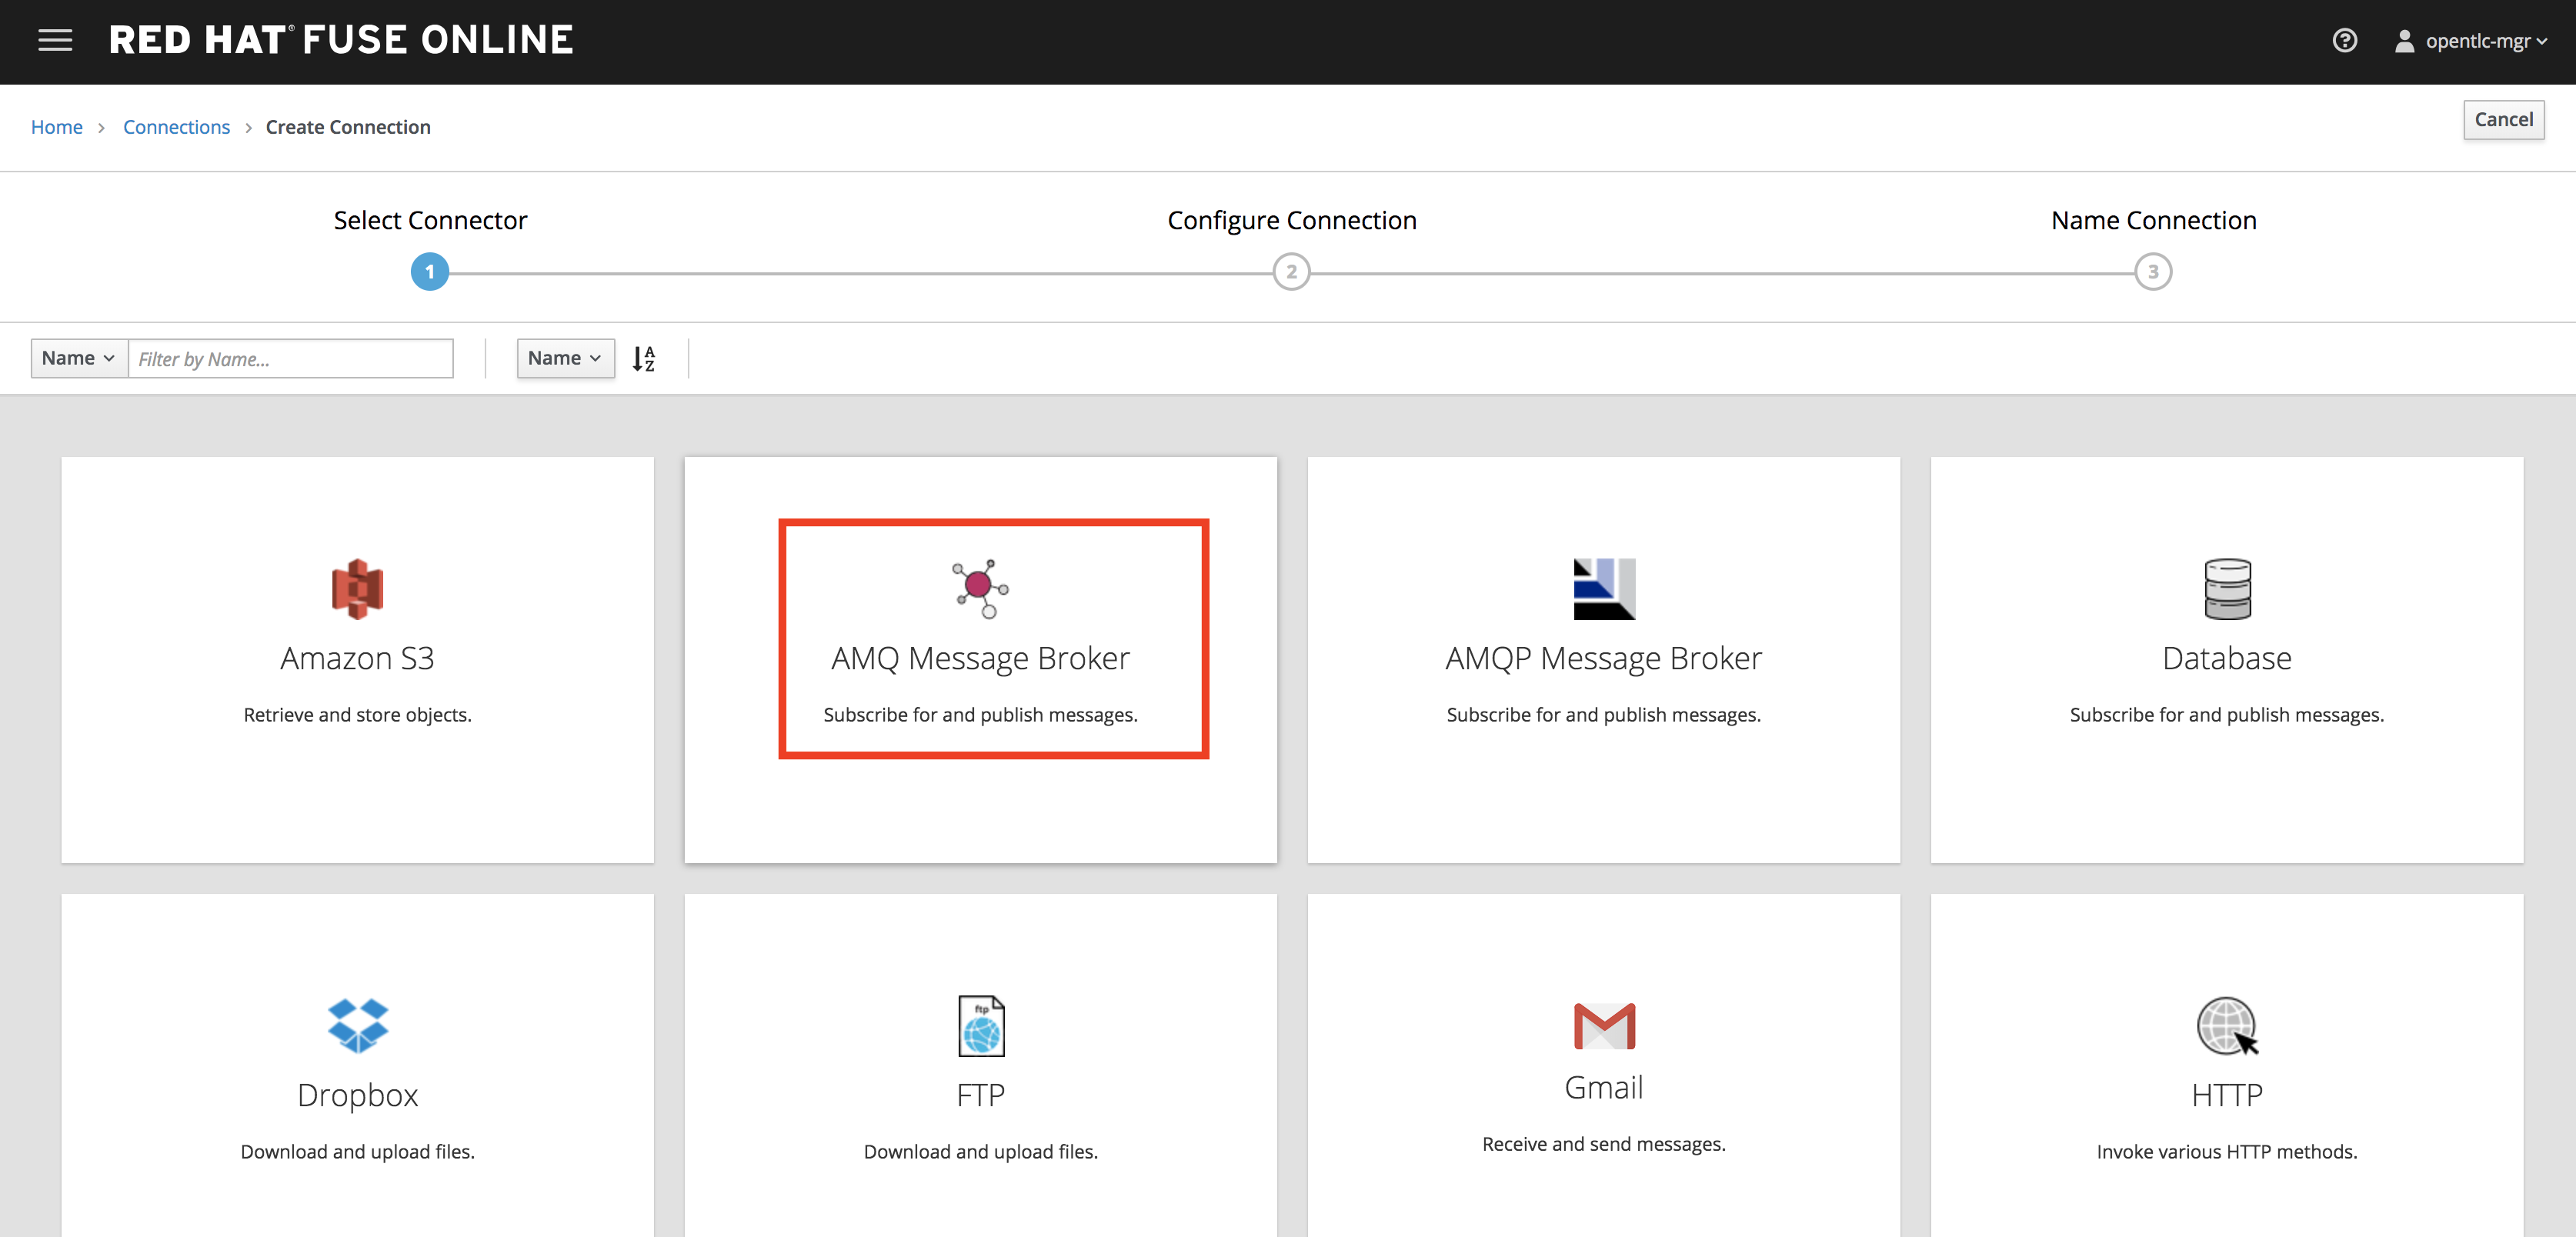 RED HAT® FUSE ONLINE
opentlc-mgr
Home > Connections > Create Connection
Cancel
Select Connector
Configure Connection
Name Connection
1
2
3
Name
Filter by Name...
Name
A
Z
Amazon S3
Retrieve and store objects.
AMQ Message Broker
Subscribe for and publish messages.
AMQP Message Broker
Subscribe for and publish messages.
Database
Subscribe for and publish messages.
Dropbox
Download and upload files.
ftp
FTP
Download and upload files.
Gmail
Receive and send messages.
HTTP
Invoke various HTTP methods.